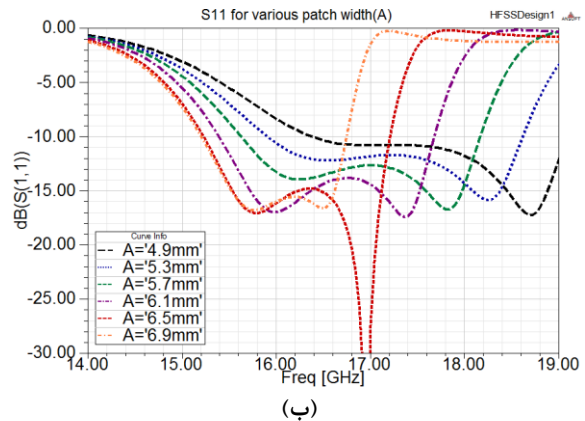 S11 for various patch width(A)
HFSSDesign1
ANSOFT
0.00
-5.00
-10.00
-15.00
-20.00
-25.00
-30.00
dB(S(1,1))
Curve Info
A='4.9mm'
A='5.3mm'
A='5.7mm'
A='6.1mm'
A='6.5mm'
A='6.9mm'
14.00 15.00 16.00 17.00 18.00 19.00
Freq [GHz]
(ب)